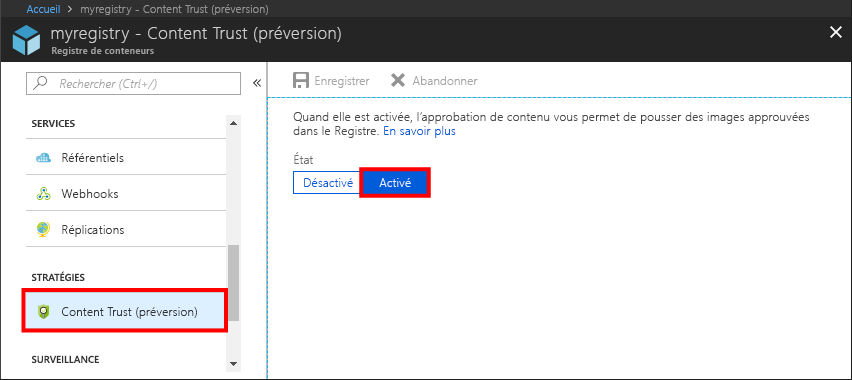 Accueil > myregistry - Content Trust (préversion)
myregistry - Content Trust (préversion)
Registre de conteneurs
Rechercher (Ctrl+/)
SERVICES
Référentiels
Webhooks
Réplications
STRATÉGIES
Content Trust (préversion)
SURVEILLANCE
Enregistrer
Abandonner
Quand elle est activée, l’approbation de contenu vous permet de pousser des images approuvées
dans le Registre. En savoir plus
État
Désactivé
Activé